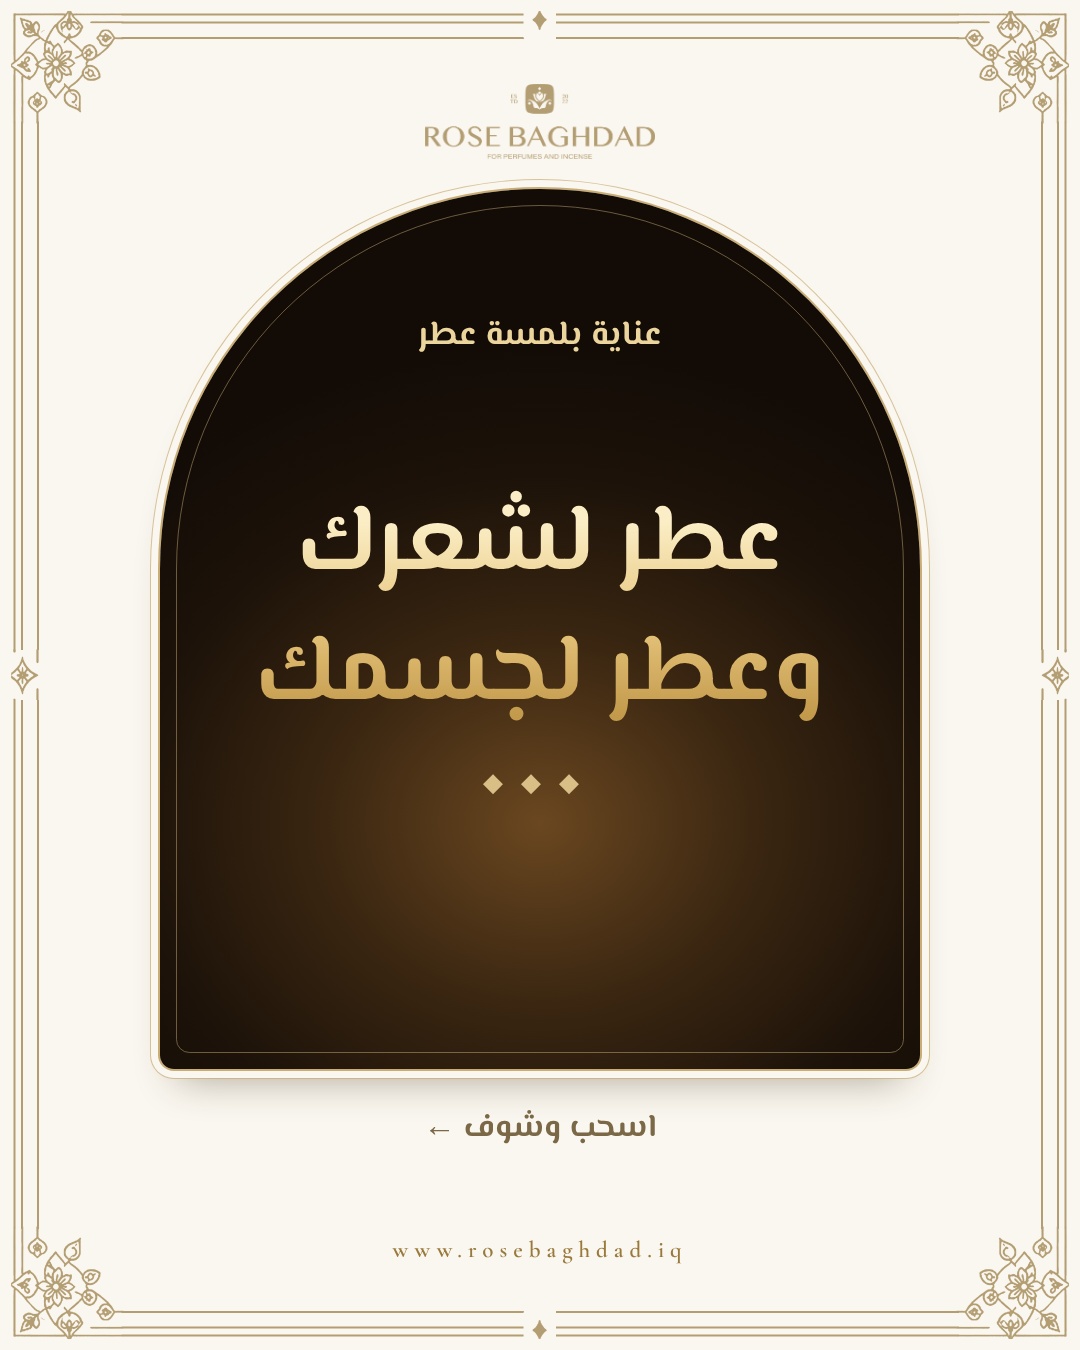 ROSE BAGHDAD
FOR PERFUMES AND INCENSE
عناية بلمسة عطر
عطر لشعرك
وعطر لجسمك
اسحب وشوف ←
www.rosebaghdad.iq